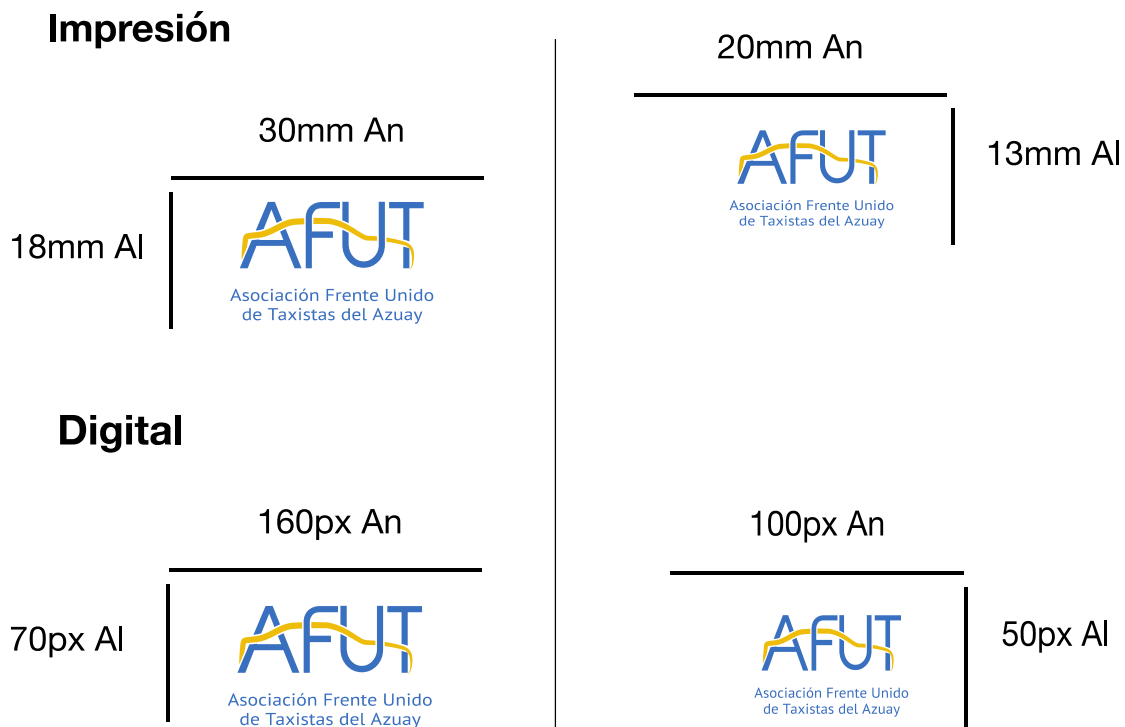 Impresión
30mm An
18mm Al
AFUT
Asociación Frente Unido
de Taxistas del Azuay
20mm An
13mm Al
AFUT
Asociación Frente Unido
de Taxistas del Azuay
Digital
160px An
70px Al
AFUT
Asociación Frente Unido
de Taxistas del Azuay
100px An
50px Al
AFUT
Asociación Frente Unido
de Taxistas del Azuay